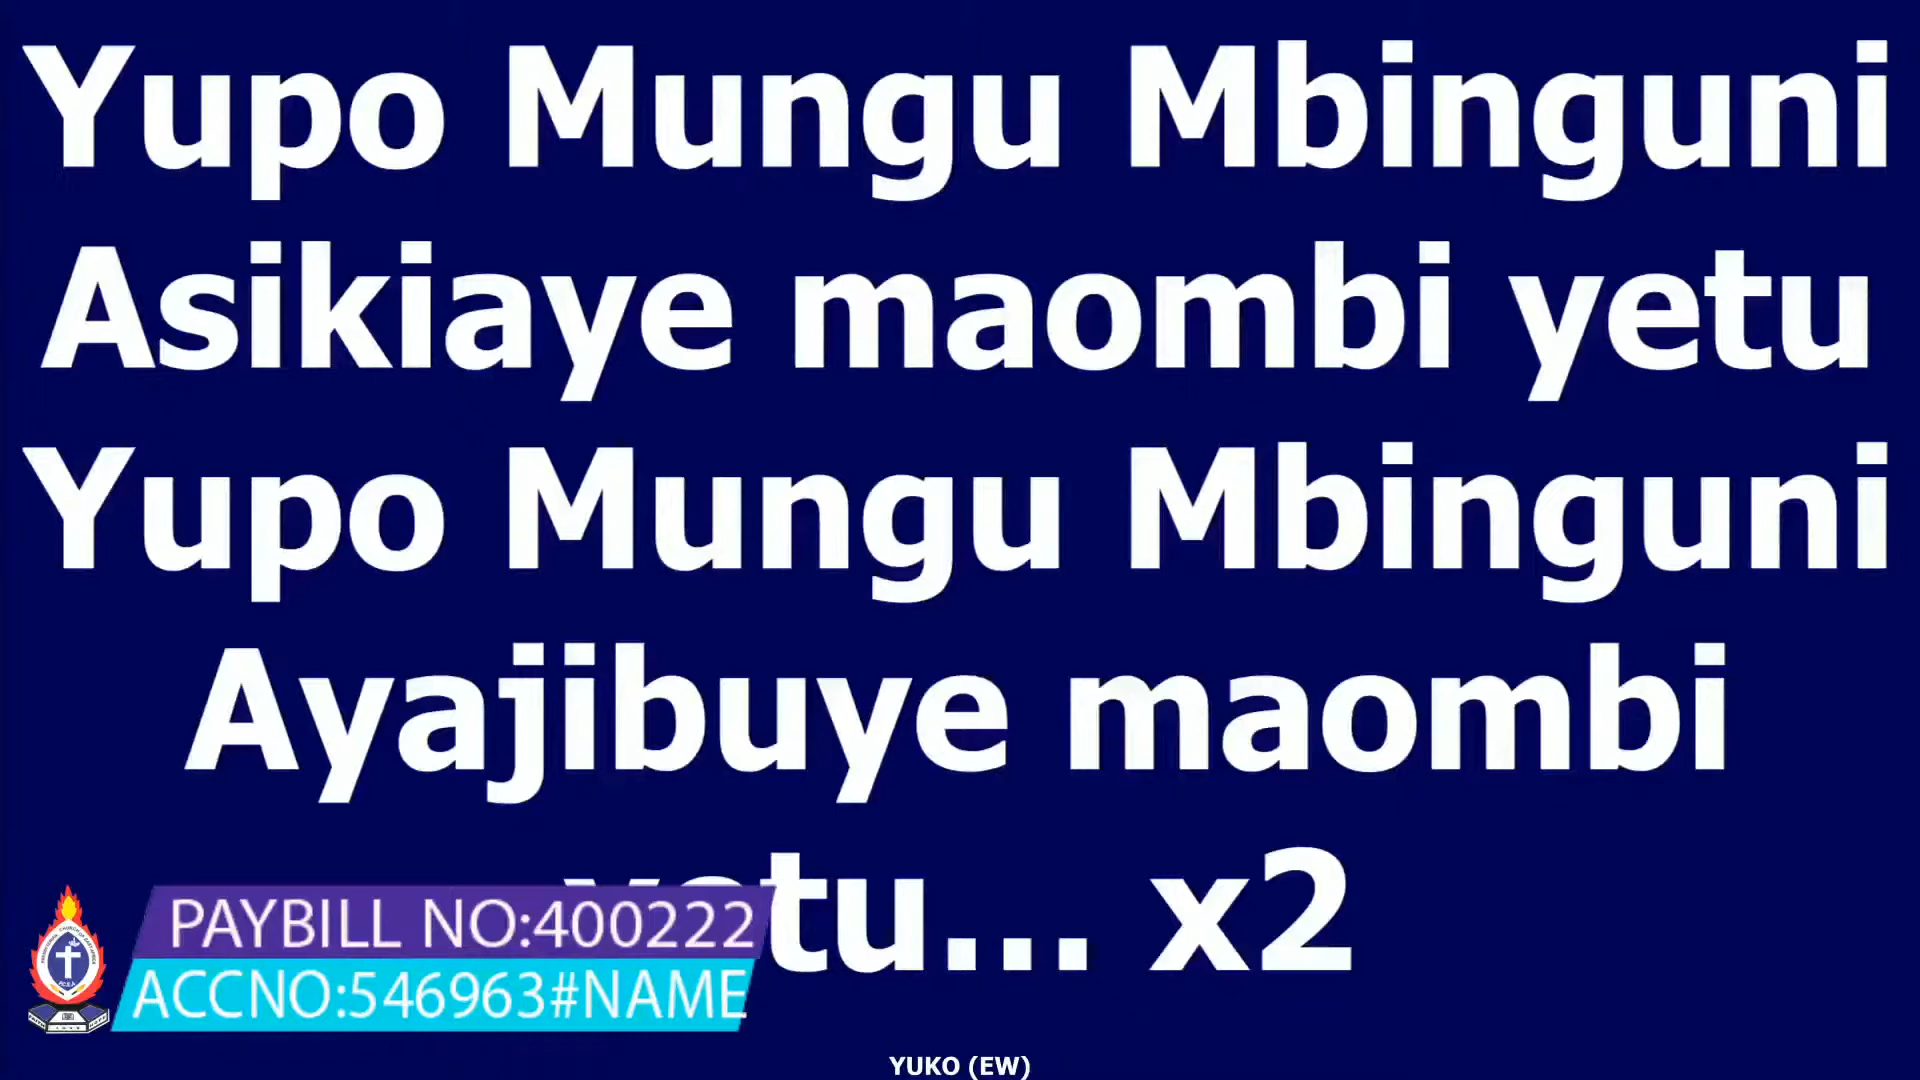 Yupo Mungu Mbinguni
Asikiaye maombi yetu
Yupo Mungu Mbinguni
Ayajibuye maombi
yetu... x2
PAYBILL NO:400222
ACCNO:546963#NAME
YUKO (EW)